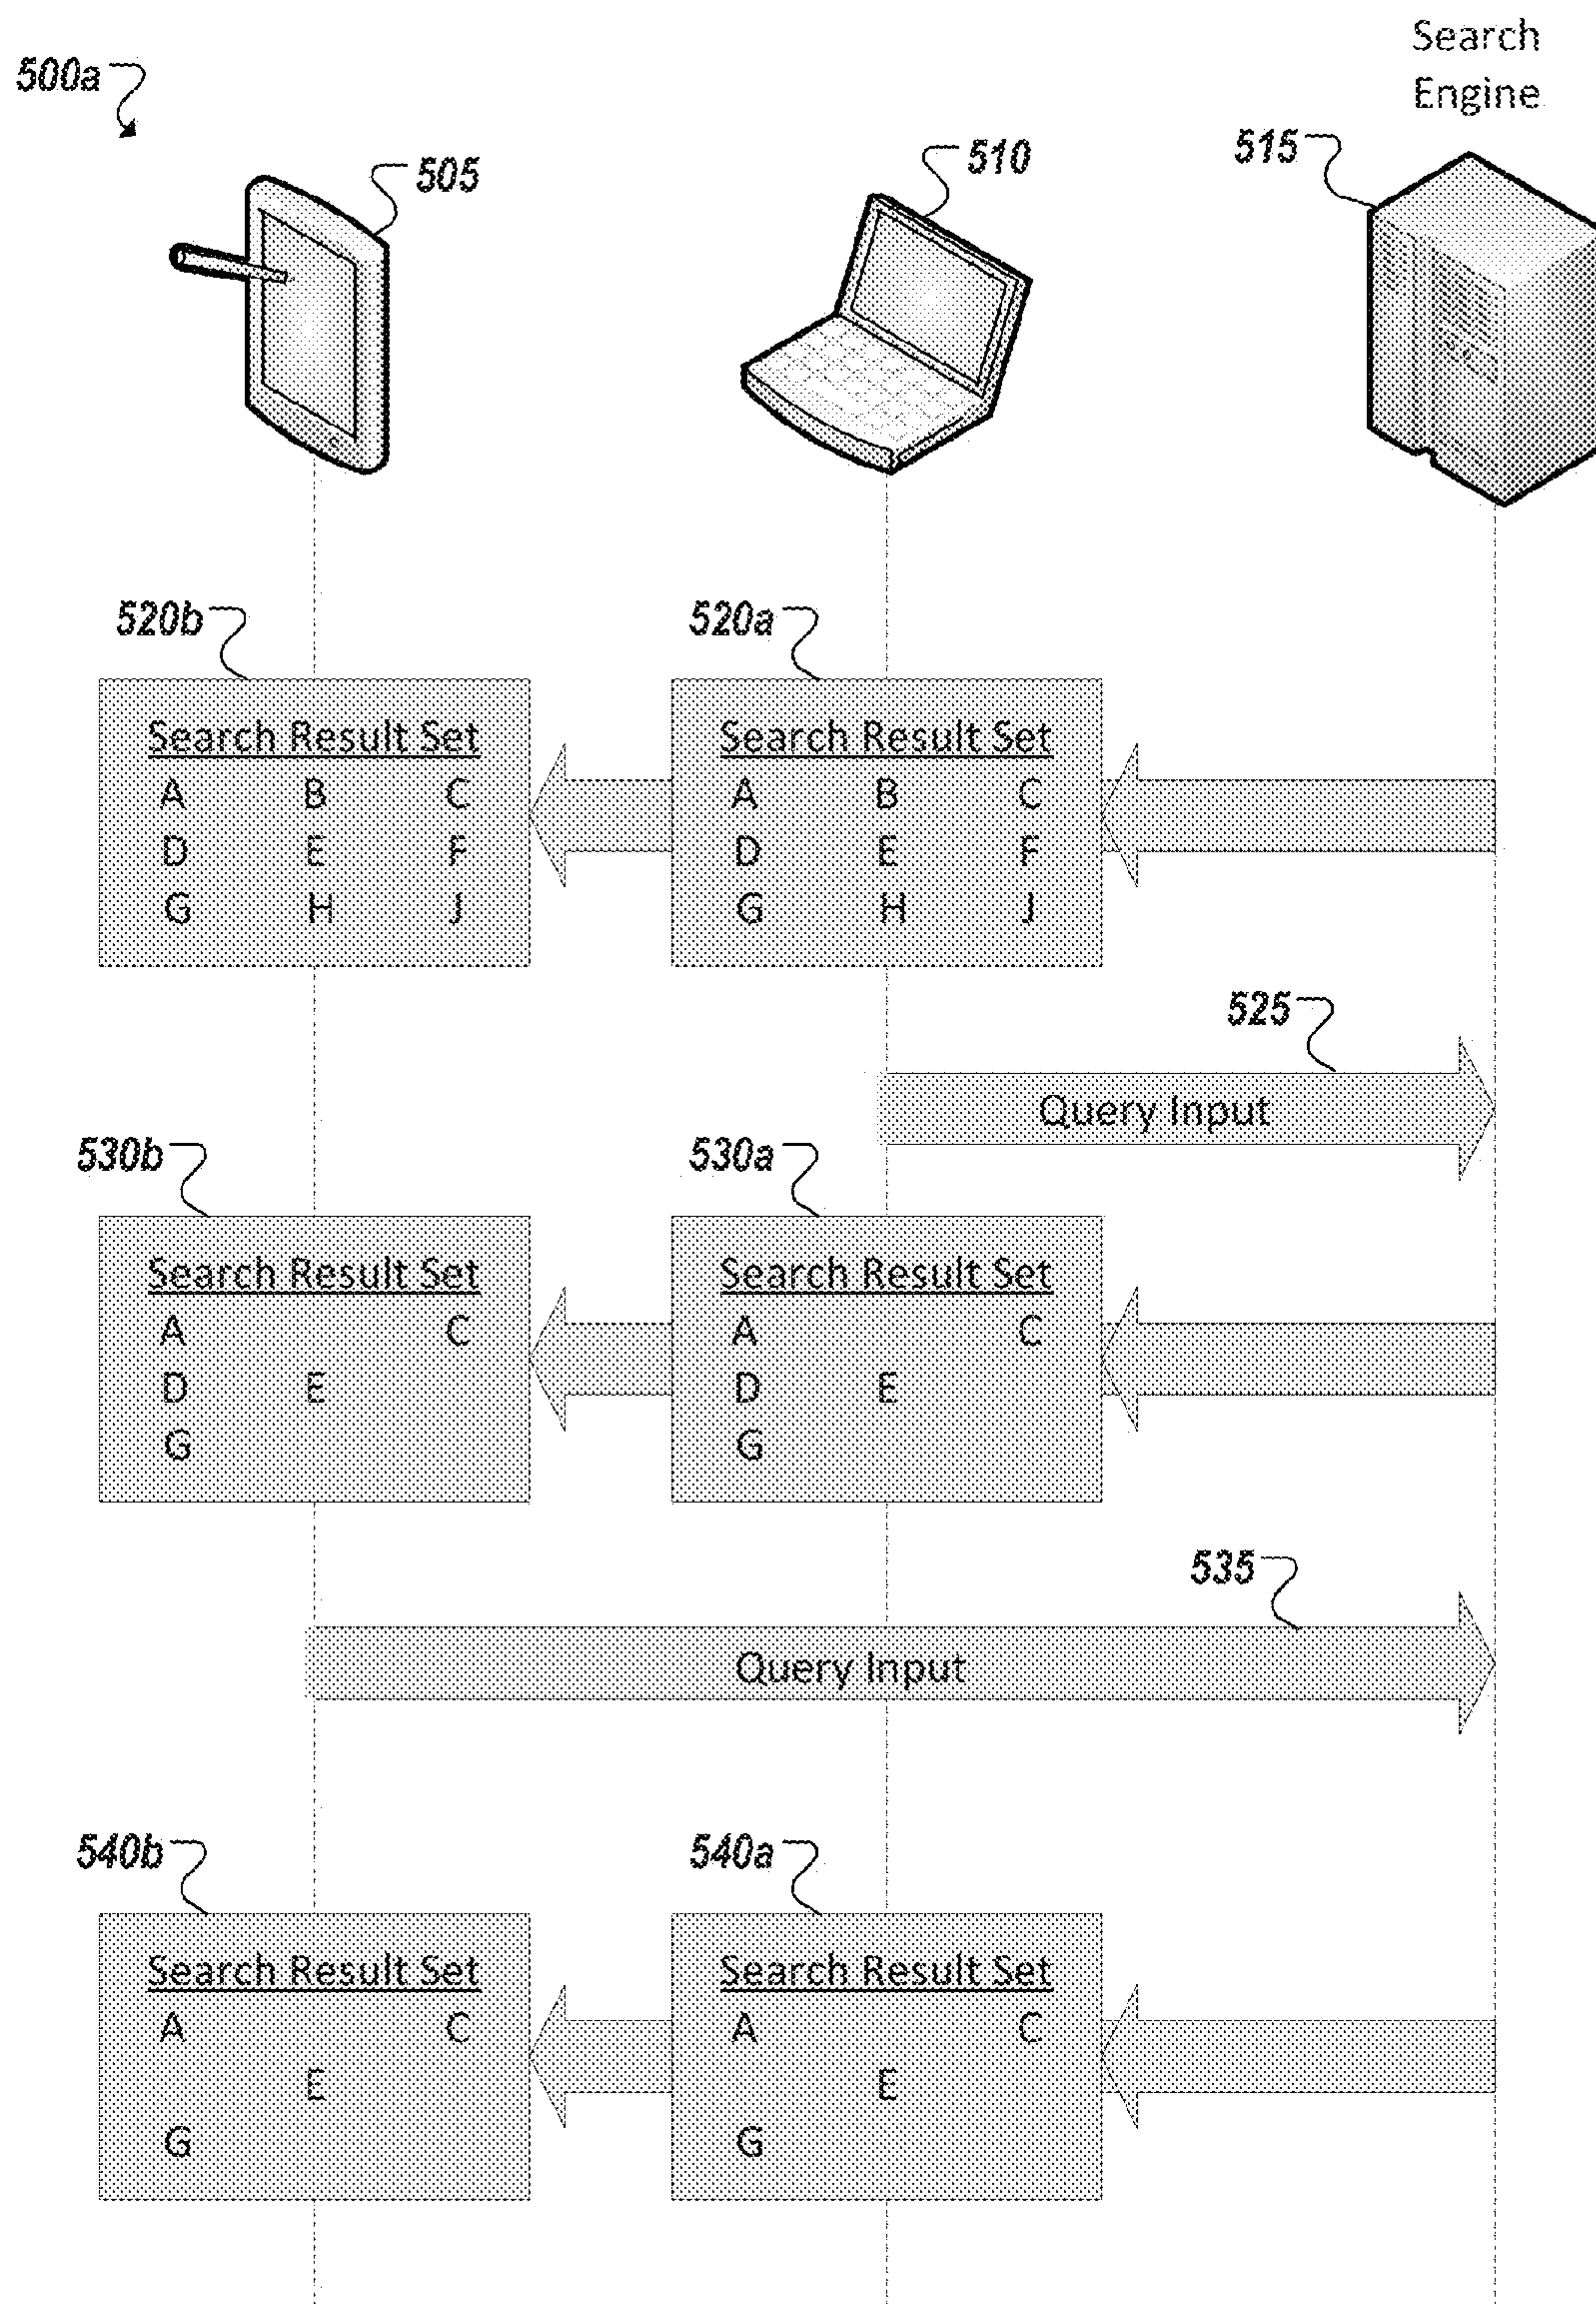 Search
Engine
500a
505
510
515
520b
520a
Search Result Set
A B C
D E F
G H J
Search Result Set
A B C
D E F
G H J
525
Query Input
530b
530a
Search Result Set
A C
D E
G
Search Result Set
A C
D E
G
535
Query Input
540b
540a
Search Result Set
A C
E
G
Search Result Set
A C
E
G